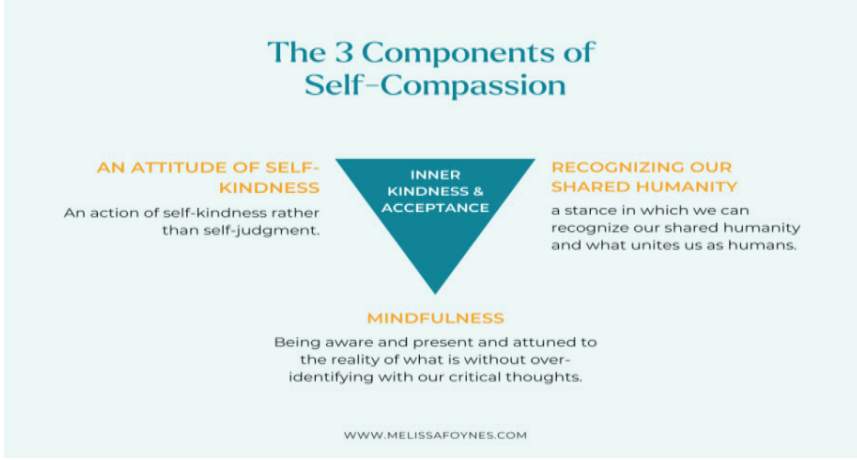 The 3 Components of
Self-Compassion
AN ATTITUDE OF SELF-
KINDNESS
An action of self-kindness rather
than self-judgment.
INNER
KINDNESS &
ACCEPTANCE
RECOGNIZING OUR
SHARED HUMANITY
a stance in which we can
recognize our shared humanity
and what unites us as humans.
MINDFULNESS
Being aware and present and attuned to
the reality of what is without over-
identifying with our critical thoughts.
WWW.MELISSAFOYNES.COM